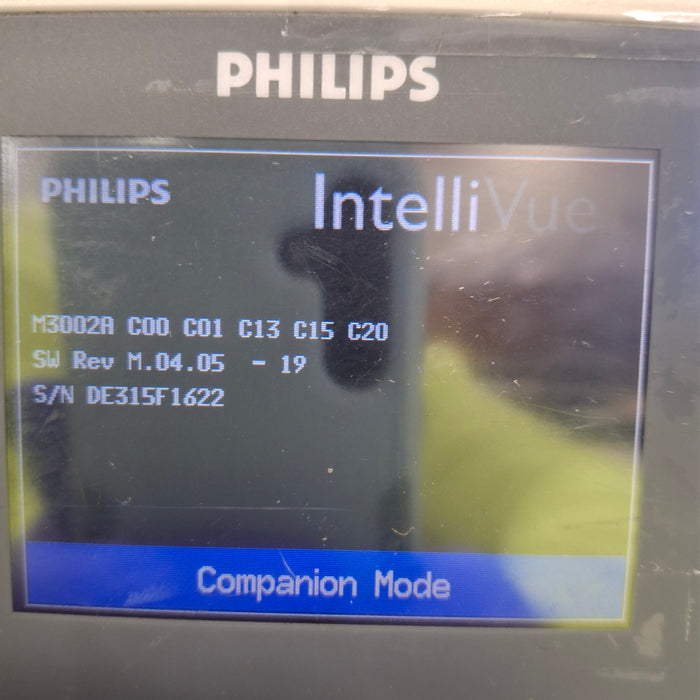 PHILIPS
PHILIPS IntelliVue
M3002A C00 C01 C13 C15 C20
SW Rev M.04.05 - 19
S/N DE315F1622
Companion Mode